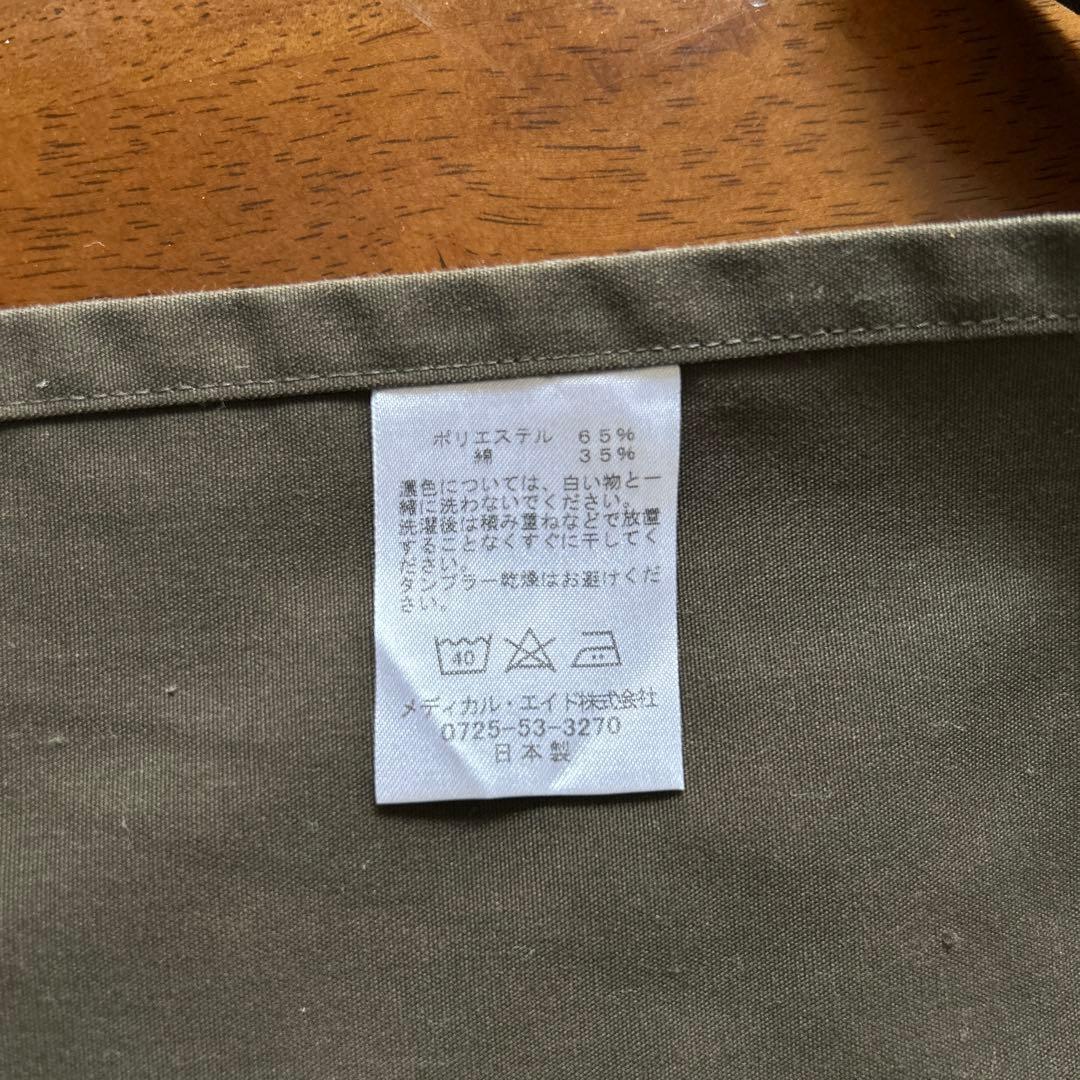 ポリエステル 65%
綿 35%
濃色については、白い物と一
緒に洗わないでください。
洗濯後は積み重ねなどで放置
することなくすぐに干してく
ださい。
タンブラー乾燥はお避けくだ
さい。
40
メディカル・エイド株式会社
0725-53-3270
日本製